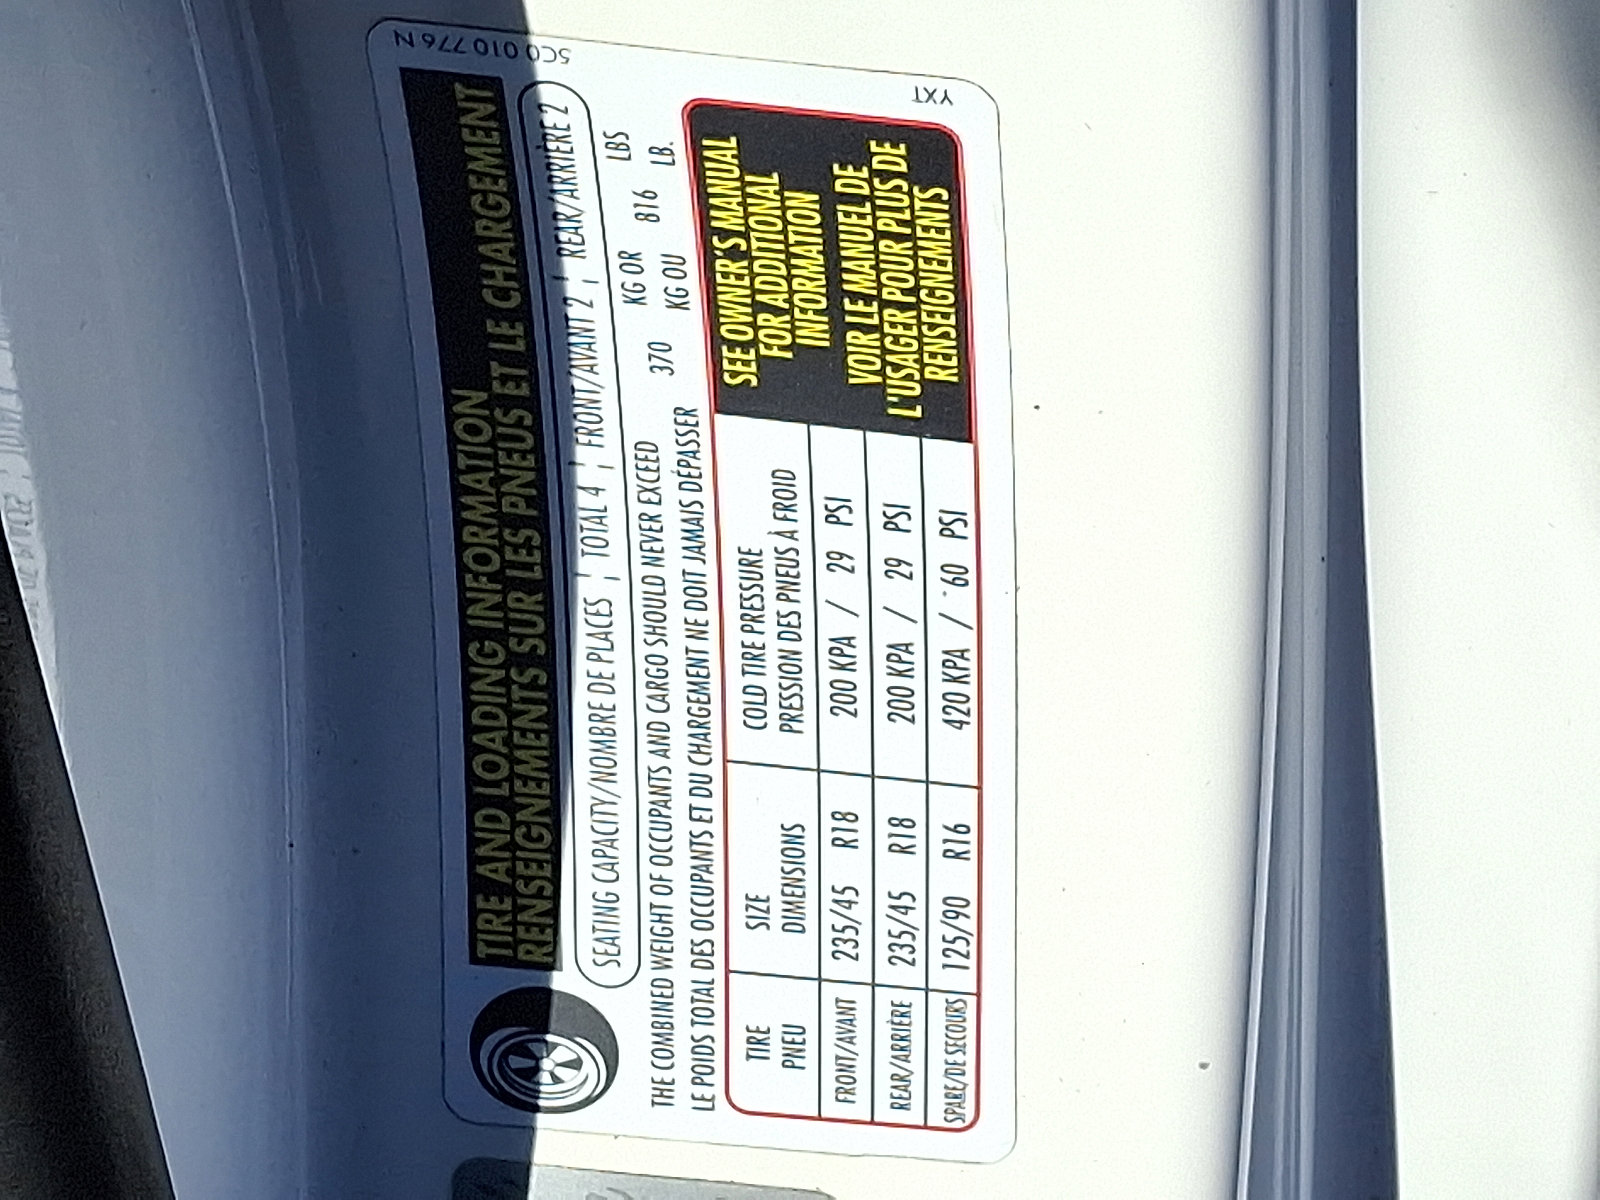 TIRE AND LOADING INFORMATION
RENSEIGNEMENTS SUR LES PNEUS ET LE CHARGEMENT
SEATING CAPACITY/NOMBRE DE PLACES ¦ TOTAL 4 ¦ FRONT/AVANT 2 ¦ REAR/ARRIÈRE 2
THE COMBINED WEIGHT OF OCCUPANTS AND CARGO SHOULD NEVER EXCEED 370 KG OR 816 LBS
LE POIDS TOTAL DES OCCUPANTS ET DU CHARGEMENT NE DOIT JAMAIS DÉPASSER KG OU LB.
TIRE SIZE COLD TIRE PRESSURE
PNEU DIMENSIONS PRESSION DES PNEUS À FROID
FRONT/AVANT 235/45 R18 200 KPA / 29 PSI
REAR/ARRIÈRE 235/45 R18 200 KPA / 29 PSI
SPARE/DE SECOURS 125/90 R16 420 KPA / 60 PSI
SEE OWNER'S MANUAL
FOR ADDITIONAL
INFORMATION
VOIR LE MANUEL DE
L'USAGER POUR PLUS DE
RENSEIGNEMENTS
5C0 010 776 N
YXT